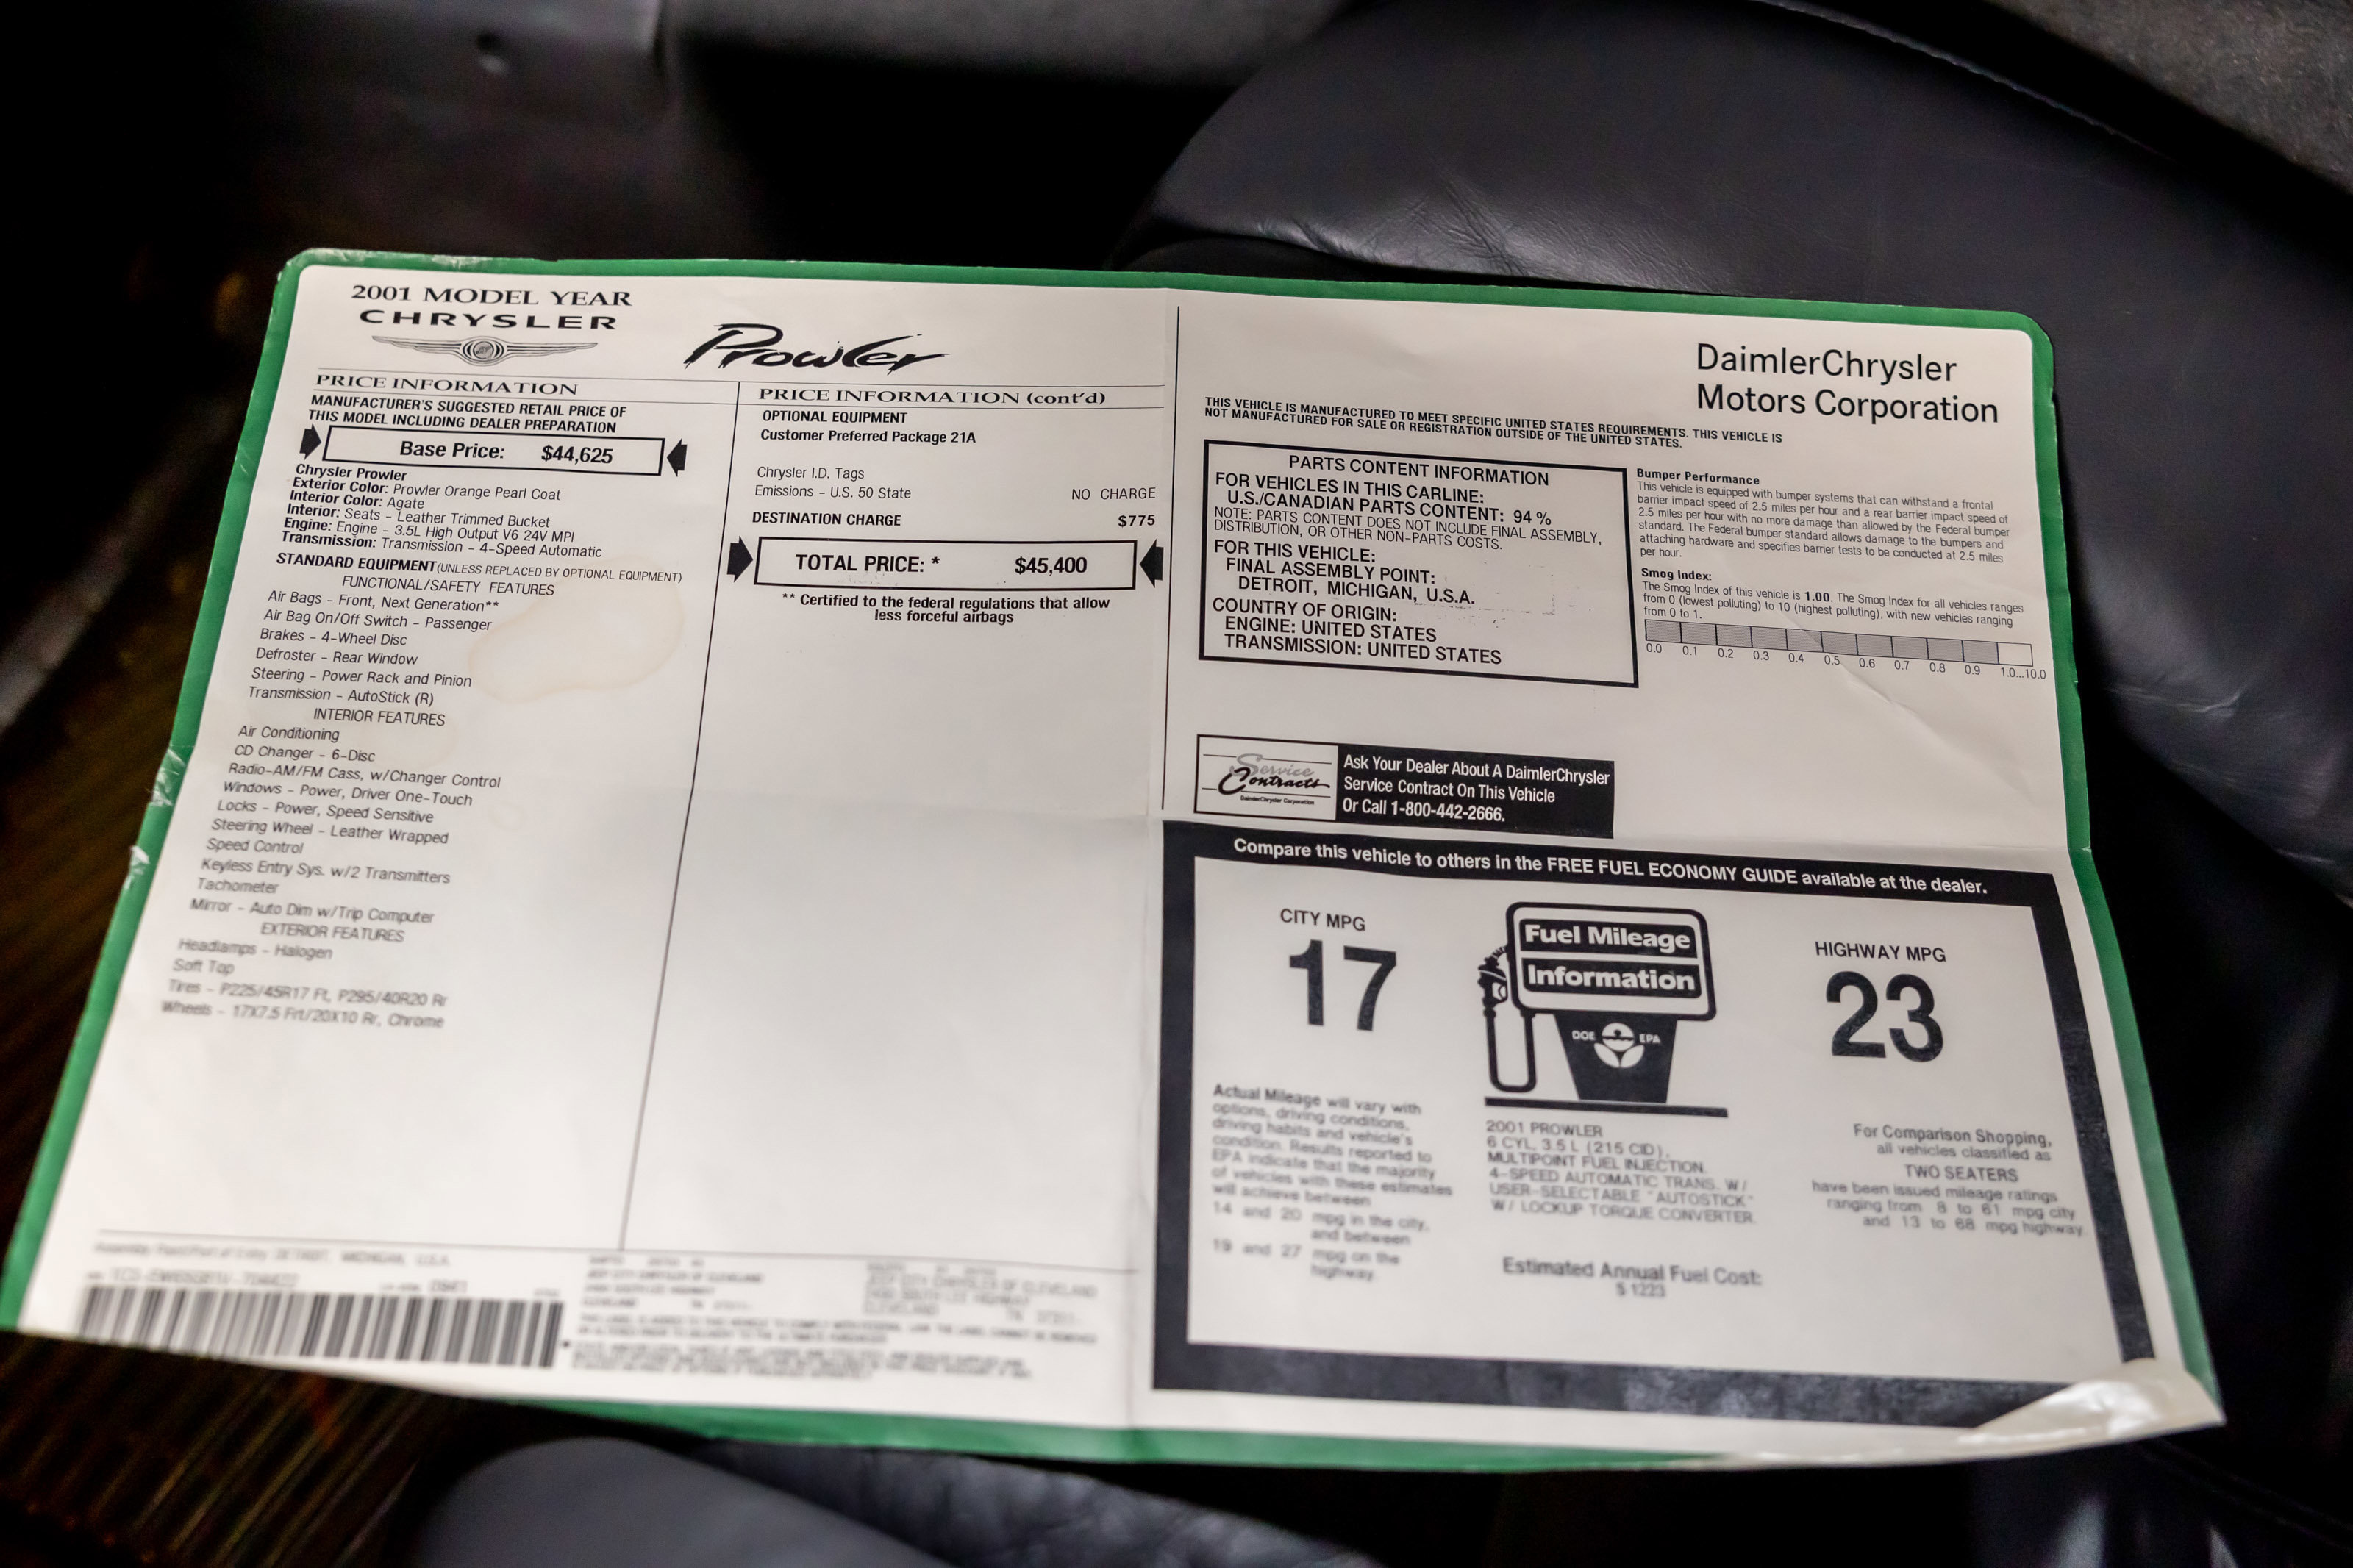 2001 MODEL YEAR
CHRYSLER
Prowler
PRICE INFORMATION
MANUFACTURER'S SUGGESTED RETAIL PRICE OF
THIS MODEL INCLUDING DEALER PREPARATION
Base Price: $44,625
Chrysler Prowler
Exterior Color: Prowler Orange Pearl Coat
Interior Color: Agate
Interior: Seats - Leather Trimmed Bucket
Engine: Engine - 3.5L High Output V6 24V MPI
Transmission: Transmission - 4-Speed Automatic
STANDARD EQUIPMENT (UNLESS REPLACED BY OPTIONAL EQUIPMENT)
FUNCTIONAL/SAFETY FEATURES
Air Bags - Front, Next Generation**
Air Bag On/Off Switch - Passenger
Brakes - 4-Wheel Disc
Defroster - Rear Window
Steering - Power Rack and Pinion
Transmission - AutoStick (R)
INTERIOR FEATURES
Air Conditioning
CD Changer - 6-Disc
Radio-AM/FM Cass, w/Changer Control
Windows - Power, Driver One-Touch
Locks - Power, Speed Sensitive
Steering Wheel - Leather Wrapped
Speed Control
Keyless Entry Sys. w/2 Transmitters
Tachometer
Mirror - Auto Dim w/Trip Computer
EXTERIOR FEATURES
Headlamps - Halogen
Soft Top
Tires - P225/45R17 Ft, P295/40R20 Rr
Wheels - 17X7.5 Frt/20X10 Rr, Chrome
PRICE INFORMATION (cont'd)
OPTIONAL EQUIPMENT
Customer Preferred Package 21A
Chrysler I.D. Tags
Emissions - U.S. 50 State NO CHARGE
DESTINATION CHARGE $775
TOTAL PRICE: * $45,400
** Certified to the federal regulations that allow
less forceful airbags
DaimlerChrysler
Motors Corporation
THIS VEHICLE IS MANUFACTURED TO MEET SPECIFIC UNITED STATES REQUIREMENTS. THIS VEHICLE IS
NOT MANUFACTURED FOR SALE OR REGISTRATION OUTSIDE OF THE UNITED STATES.
PARTS CONTENT INFORMATION
FOR VEHICLES IN THIS CARLINE:
U.S./CANADIAN PARTS CONTENT: 94 %
NOTE: PARTS CONTENT DOES NOT INCLUDE FINAL ASSEMBLY,
DISTRIBUTION, OR OTHER NON-PARTS COSTS.
FOR THIS VEHICLE:
FINAL ASSEMBLY POINT:
DETROIT, MICHIGAN, U.S.A.
COUNTRY OF ORIGIN:
ENGINE: UNITED STATES
TRANSMISSION: UNITED STATES
Bumper Performance
This vehicle is equipped with bumper systems that can withstand a frontal
barrier impact speed of 2.5 miles per hour and a rear barrier impact speed of
2.5 miles per hour with no more damage than allowed by the Federal bumper
standard. The Federal bumper standard allows damage to the bumpers and
attaching hardware and specifies barrier tests to be conducted at 2.5 miles
per hour.
Smog Index:
The Smog Index of this vehicle is 1.00. The Smog Index for all vehicles ranges
from 0 (lowest polluting) to 10 (highest polluting), with new vehicles ranging
from 0 to 1.
0.0 0.1 0.2 0.3 0.4 0.5 0.6 0.7 0.8 0.9 1.0...10.0
Service
Contracts
DaimlerChrysler Corporation
Ask Your Dealer About A DaimlerChrysler
Service Contract On This Vehicle
Or Call 1-800-442-2666.
Compare this vehicle to others in the FREE FUEL ECONOMY GUIDE available at the dealer.
CITY MPG
17
Fuel Mileage
Information
DOE EPA
HIGHWAY MPG
23
Actual Mileage will vary with
options, driving conditions,
driving habits and vehicle's
condition. Results reported to
EPA indicate that the majority
of vehicles with these estimates
will achieve between
14 and 20 mpg in the city,
and between
19 and 27 mpg on the
highway.
2001 PROWLER
6 CYL, 3.5 L (215 CID),
MULTIPOINT FUEL INJECTION.
4-SPEED AUTOMATIC TRANS. W/
USER-SELECTABLE "AUTOSTICK"
W/ LOCKUP TORQUE CONVERTER.
Estimated Annual Fuel Cost:
$ 1223
For Comparison Shopping,
all vehicles classified as
TWO SEATERS
have been issued mileage ratings
ranging from 8 to 61 mpg city
and 13 to 68 mpg highway.
Assembly Plant/Port of Entry: DETROIT, MICHIGAN, U.S.A.
JEEP CITY CHRYSLER OF CLEVELAND
CLEVELAND TN
JEEP CITY CHRYSLER OF CLEVELAND
2490 SOUTH LEE HIGHWAY
CLEVELAND TN